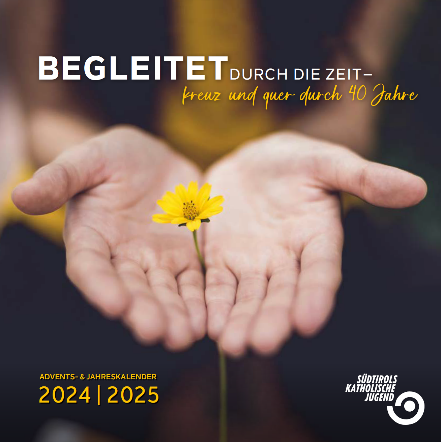 BEGLEITET DURCH DIE ZEIT –
kreuz und quer durch 40 Jahre
ADVENTS- & JAHRESKALENDER
2024 | 2025
SÜDTIROLS
KATHOLISCHE
JUGEND